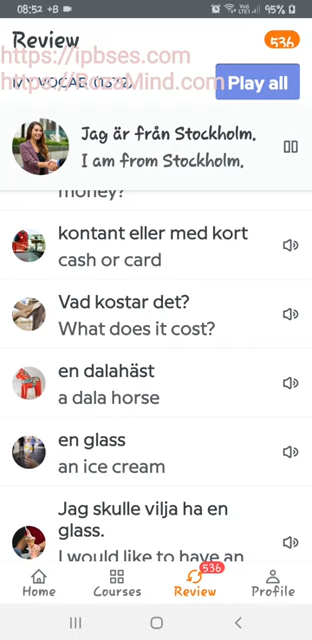 08:52 +B 95%
Review
536
https://ipbses.com
https://RosaMind.com
Play all
Jag är från Stockholm.
I am from Stockholm.
money?
kontant eller med kort
cash or card
Vad kostar det?
What does it cost?
en dalahäst
a dala horse
en glass
an ice cream
Jag skulle vilja ha en
glass.
I would like to have an
536
Home
Courses
Review
Profile